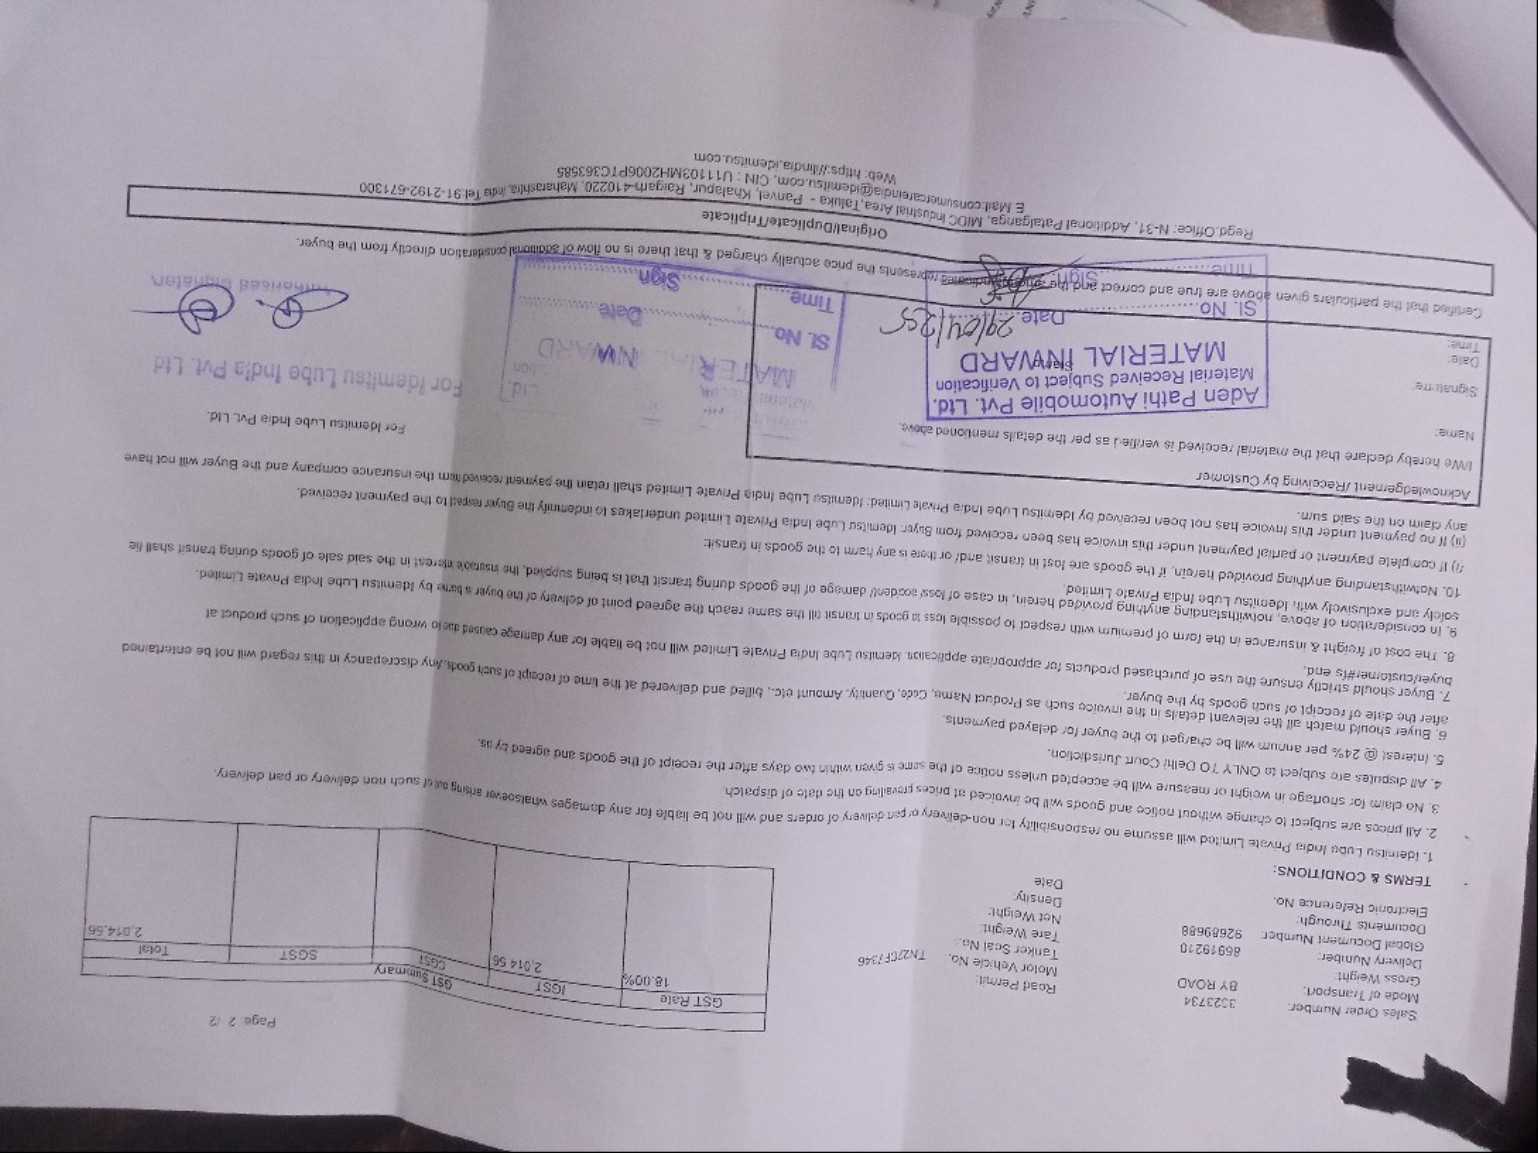 Page 2 /2
Sales Order Number: 3523734
Mode of Transport: BY ROAD
Gross Weight:
Delivery Number: 86919210
Global Document Number: 92689688
Documents Through:
Electronic Reference No.
Road Permit:
Motor Vehicle No. TN27CF7346
Tanker Seal No.:
Tare Weight:
Net Weight:
Density:
Date
GST Summary
GST Rate IGST CGST SGST Total
18.00% 2,014.56 2,014.56
TERMS & CONDITIONS:
1. Idemitsu Lube India Private Limited will assume no responsibility for non-delivery or part delivery of orders and will not be liable for any damages whatsoever arising out of such non delivery or part delivery.
2. All prices are subject to change without notice and goods will be invoiced at prices prevailing on the date of dispatch.
3. No claim for shortage in weight or measure will be accepted unless notice of the same is given within two days after the receipt of the goods and agreed by us.
4. All disputes are subject to ONLY TO Delhi Court Jurisdiction.
5. Interest @ 24% per annum will be charged to the buyer for delayed payments.
6. Buyer should match all the relevant details in the invoice such as Product Name, Code, Quantity, Amount etc., billed and delivered at the time of receipt of such goods. Any discrepancy in this regard will not be entertained
after the date of receipt of such goods by the buyer.
7. Buyer should strictly ensure the use of purchased products for appropriate application. Idemitsu Lube India Private Limited will not be liable for any damage caused due to wrong application of such product at
buyer/customer#s end.
8. The cost of freight & insurance in the form of premium with respect to possible loss to goods in transit till the same reach the agreed point of delivery of the buyer is borne by Idemitsu Lube India Private Limited.
9. In consideration of above, notwithstanding anything provided herein, in case of loss/ accident// damage of the goods during transit that is being supplied, the insurable interest in the said sale of goods during transit shall lie
solely and exclusively with Idemitsu Lube India Private Limited
10. Notwithstanding anything provided herein, if the goods are lost in transit and/ or there is any harm to the goods in transit:
(i) If complete payment or partial payment under this invoice has been received from Buyer: Idemitsu Lube India Private Limited undertakes to indemnify the Buyer respect to the payment received.
(ii) If no payment under this Invoice has not been received by Idemitsu Lube India Private Limited: Idemitsu Lube India Private Limited shall retain the payment received from the insurance company and the Buyer will not have
any claim on the Said sum.
Acknowledgement /Receiving by Customer
I/We hereby declare that the material received is verified as per the details mentioned above.
Name:
Signature:
Date:
Time:
Aden Pathi Automobile Pvt. Ltd.
Material Received Subject to Verification
MATERIAL INWARD
Sl. No. Date 29/04/25
Time Sign
Ltd.
MATERIAL INWARD
Sl. No. Date
Time Sign
For Idemitsu Lube India Pvt. Ltd.
For Idemitsu Lube India Pvt. Ltd
Authorised Signatory
Certified that the particulars given above are true and correct and the price indicated represents the price actually charged & that there is no flow of additional consideration directly from the buyer.
Original/Duplicate/Triplicate
Regd.Office: N-31, Additional Patalganga, MIDC Industrial Area,Taluka - Panvel, Khalapur, Raigarh-410220. Maharashtra, India Tel.91-2192-671300
E Mail:consumercareindia@idemitsu.com, CIN : U11103MH2006PTC363585
Web: https://ilindia.idemitsu.com